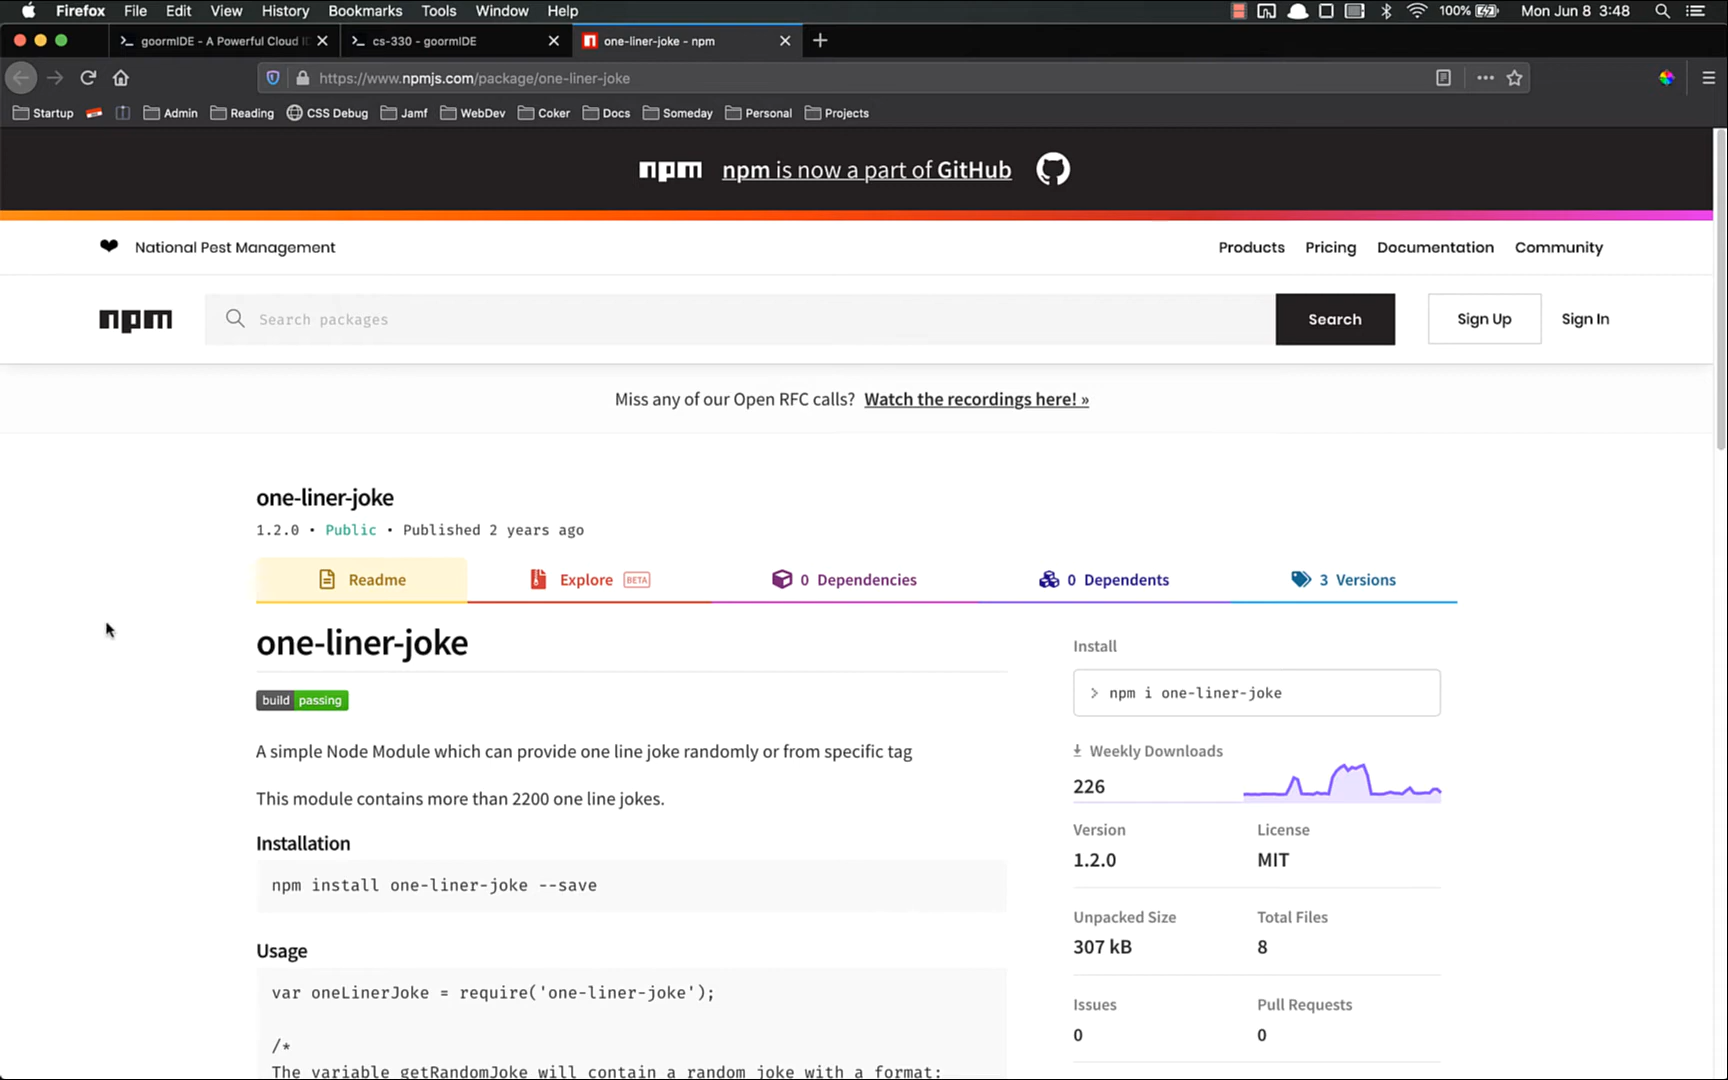 Firefox File Edit View History Bookmarks Tools Window Help 100% Mon Jun 8 3:48
goormIDE - A Powerful Cloud I
cs-330 - goormIDE
one-liner-joke - npm
https://www.npmjs.com/package/one-liner-joke
Startup Admin Reading CSS Debug Jamf WebDev Coker Docs Someday Personal Projects
npm npm is now a part of GitHub
National Pest Management Products Pricing Documentation Community
npm Search packages Search Sign Up Sign In
Miss any of our Open RFC calls? Watch the recordings here! »
one-liner-joke
1.2.0 • Public • Published 2 years ago
Readme Explore BETA 0 Dependencies 0 Dependents 3 Versions
one-liner-joke
build passing
A simple Node Module which can provide one line joke randomly or from specific tag
This module contains more than 2200 one line jokes.
Installation
npm install one-liner-joke --save
Usage
var oneLinerJoke = require('one-liner-joke');
/*
The variable getRandomJoke will contain a random joke with a format:
Install
> npm i one-liner-joke
Weekly Downloads
226
Version License
1.2.0 MIT
Unpacked Size Total Files
307 kB 8
Issues Pull Requests
0 0